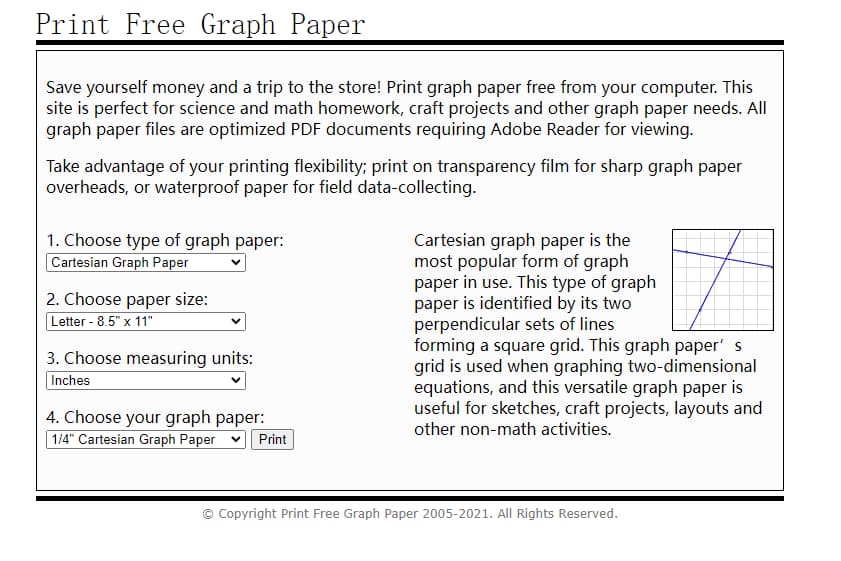 Print Free Graph Paper
Save yourself money and a trip to the store! Print graph paper free from your computer. This
site is perfect for science and math homework, craft projects and other graph paper needs. All
graph paper files are optimized PDF documents requiring Adobe Reader for viewing.
Take advantage of your printing flexibility; print on transparency film for sharp graph paper
overheads, or waterproof paper for field data-collecting.
1. Choose type of graph paper:
Cartesian Graph Paper
2. Choose paper size:
Letter - 8.5" x 11"
3. Choose measuring units:
Inches
4. Choose your graph paper:
1/4" Cartesian Graph Paper
Print
Cartesian graph paper is the
most popular form of graph
paper in use. This type of graph
paper is identified by its two
perpendicular sets of lines
forming a square grid. This graph paper’s
grid is used when graphing two-dimensional
equations, and this versatile graph paper is
useful for sketches, craft projects, layouts and
other non-math activities.
© Copyright Print Free Graph Paper 2005-2021. All Rights Reserved.